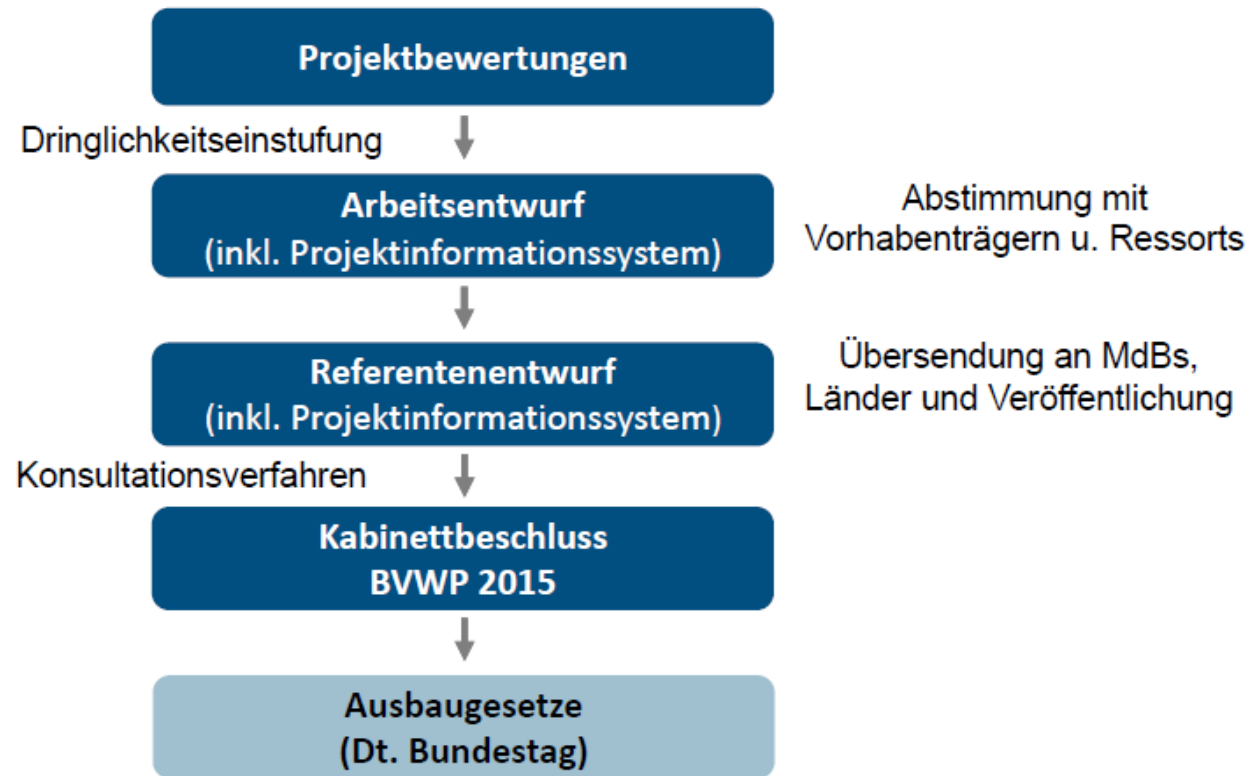 Projektbewertungen
Dringlichkeitseinstufung
Arbeitsentwurf
(inkl. Projektinformationssystem)
Abstimmung mit
Vorhabenträgern u. Ressorts
Referentenentwurf
(inkl. Projektinformationssystem)
Übersendung an MdBs,
Länder und Veröffentlichung
Konsultationsverfahren
Kabinettbeschluss
BVWP 2015
Ausbaugesetze
(Dt. Bundestag)